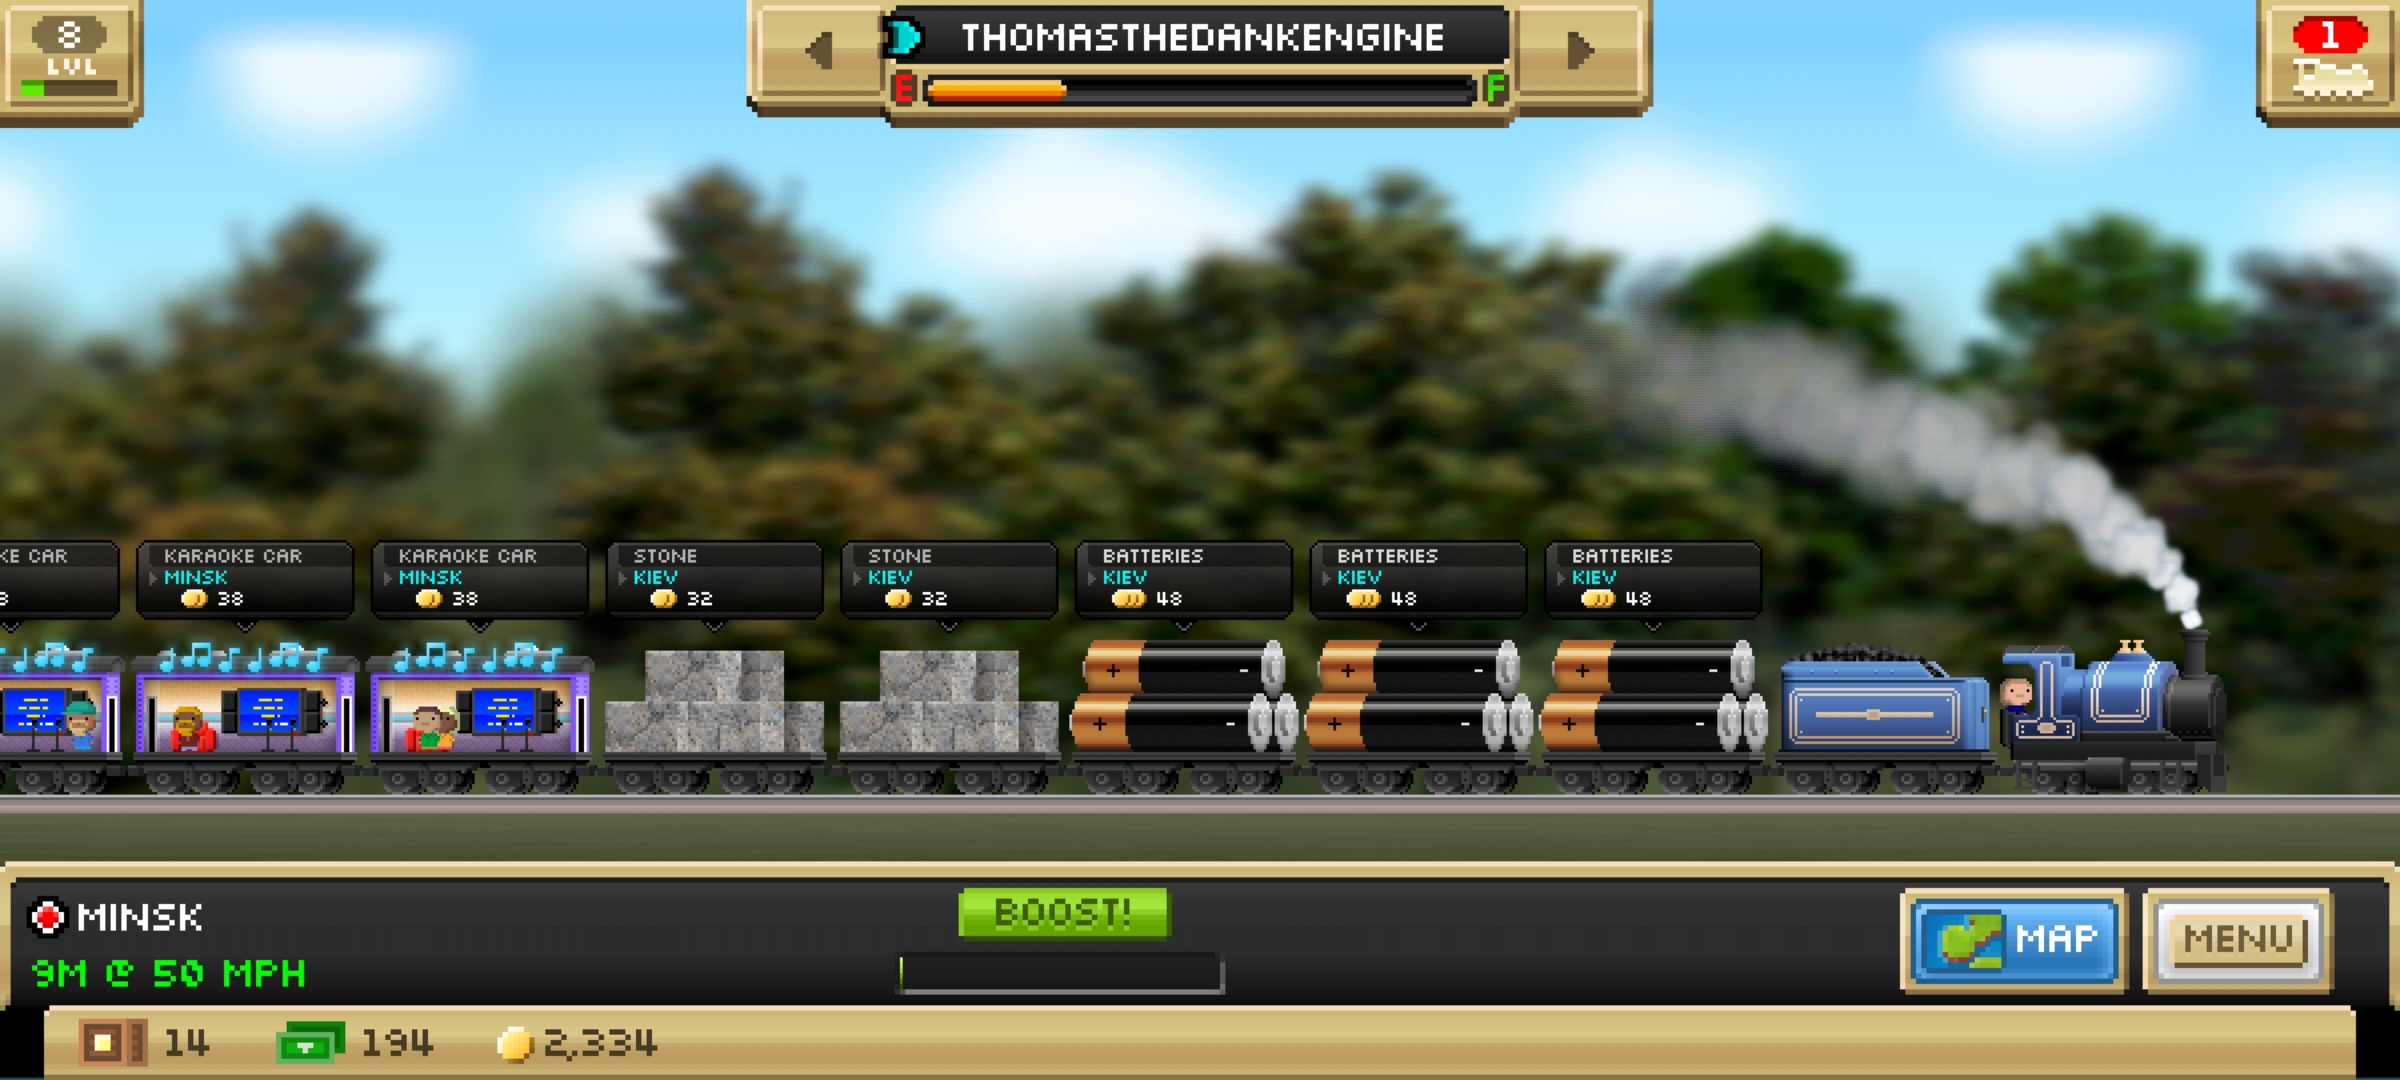 8
LVL
THOMASTHEDANKENGINE
E
F
1
KE CAR
KARAOKE CAR
MINSK
38
KARAOKE CAR
MINSK
38
STONE
KIEV
32
STONE
KIEV
32
BATTERIES
KIEV
48
BATTERIES
KIEV
48
BATTERIES
KIEV
48
+ -
+ -
+ -
+ -
+ -
+ -
MINSK
9M @ 50 MPH
BOOST!
MAP
MENU
14
194
2,334